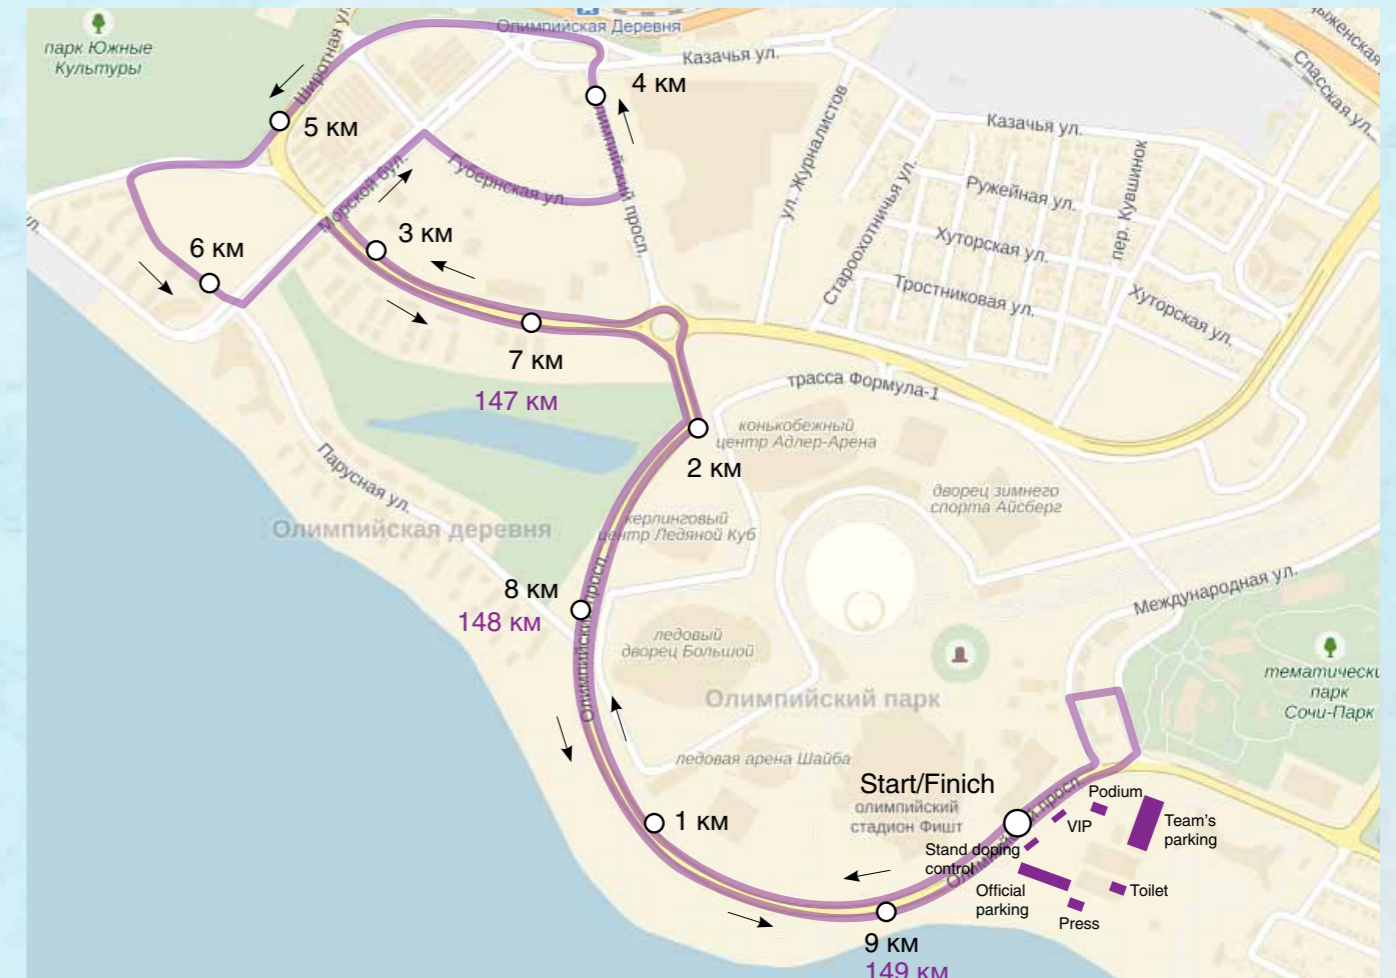 парк Южные
Культуры
Широтная ул.
Олимпийская Деревня
Казачья ул.
4 км
5 км
Спасская ул.
Казачья ул.
ул. Журналистов
Староохотничья ул.
Ружейная ул.
пер. Кувшинок
Хуторская ул.
Тростниковая ул.
Хуторская ул.
Губернская ул.
Морской бул.
Олимпийский просп.
ул.
3 км
6 км
7 км
147 км
трасса Формула-1
конькобежный
центр Адлер-Арена
2 км
Парусная ул.
дворец зимнего
спорта Айсберг
керлинговый
центр Ледяной Куб
Олимпийская деревня
8 км
148 км
Олимпийский просп.
Международная ул.
ледовый
дворец Большой
Олимпийский парк
тематически
парк
Сочи-Парк
ледовая арена Шайба
Start/Finich
олимпийский
стадион Фишт
1 км
просп.
Podium
VIP
Team's
parking
Stand doping
control
Official
parking
Toilet
Press
9 км
149 км